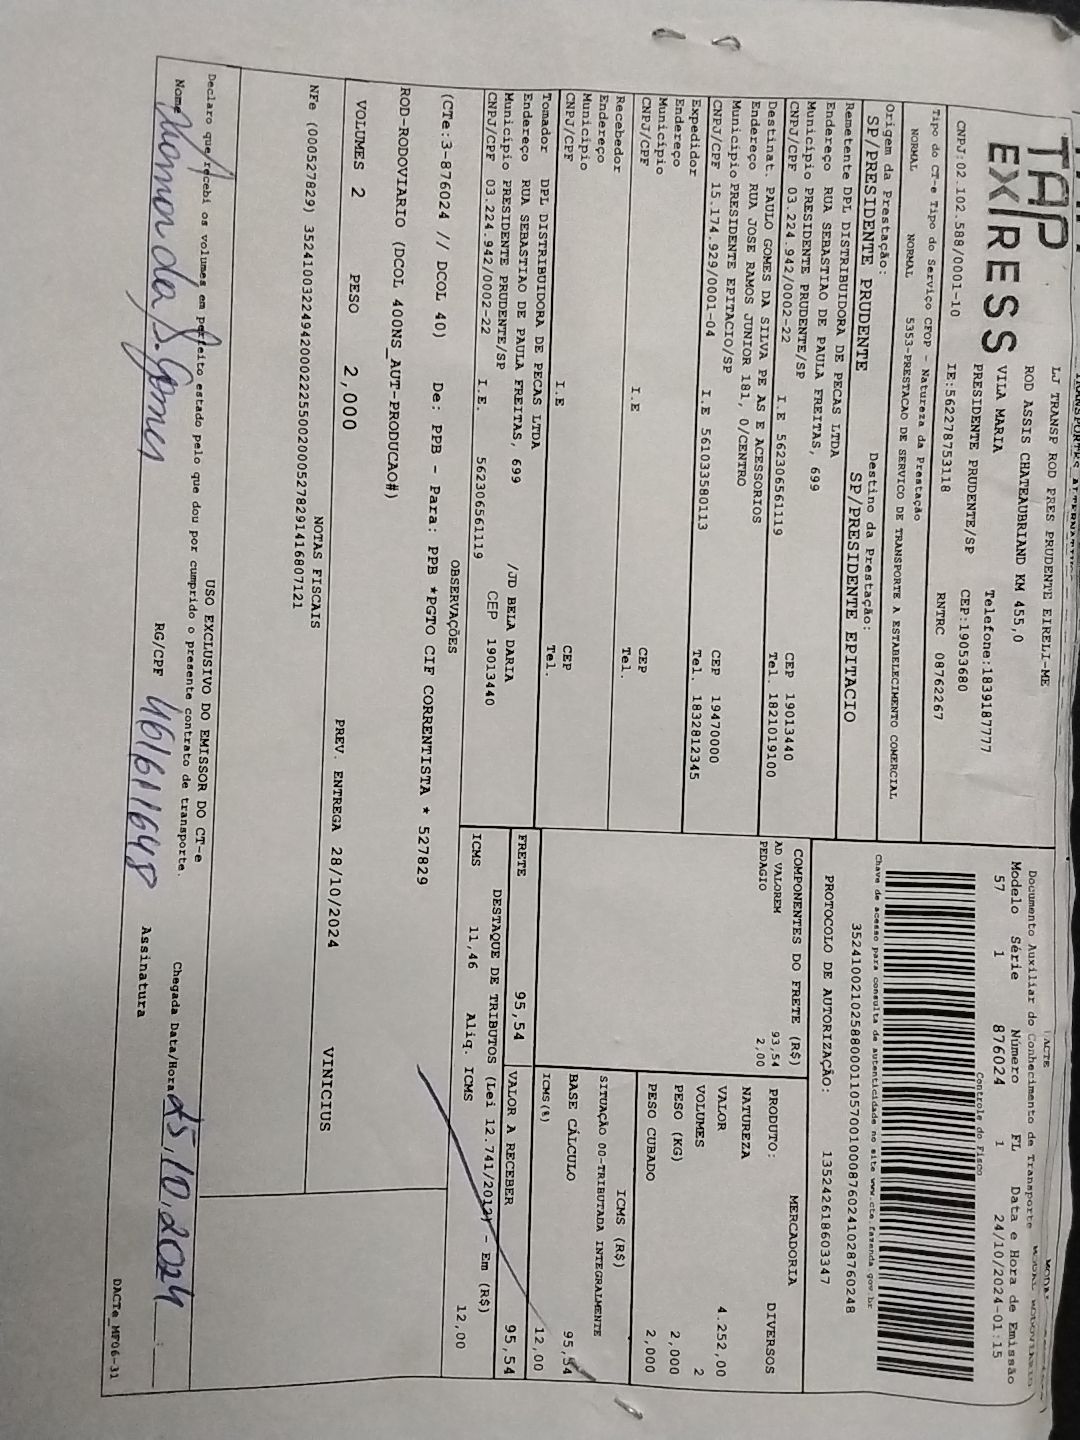 TAP
EX/RESS
LJ TRANSP ROD PRES PRUDENTE EIRELI-ME
ROD ASSIS CHATEAUBRIAND KM 455,0
VILA MARIA Telefone:1839187777
PRESIDENTE PRUDENTE/SP CEP:19053680
CNPJ:02.102.588/0001-10 IE:562278753118 RNTRC 08762267
Tipo do CT-e Tipo do Serviço CFOP - Natureza da Prestação
NORMAL NORMAL 5353-PRESTACAO DE SERVICO DE TRANSPORTE A ESTABELECIMENTO COMERCIAL
Origem da Prestação: Destino da Prestação:
SP/PRESIDENTE PRUDENTE SP/PRESIDENTE EPITACIO
Remetente DPL DISTRIBUIDORA DE PECAS LTDA
Endereço RUA SEBASTIAO DE PAULA FREITAS, 699
Município PRESIDENTE PRUDENTE/SP CEP 19013440
CNPJ/CPF 03.224.942/0002-22 I.E 562306561119 Tel. 1821019100
Destinat. PAULO GOMES DA SILVA PE AS E ACESSORIOS
Endereço RUA JOSE RAMOS JUNIOR 181, 0/CENTRO
Município PRESIDENTE EPITACIO/SP CEP 19470000
CNPJ/CPF 15.174.929/0001-04 I.E 561033580113 Tel. 1832812345
Expedidor
Endereço
Município CEP
CNPJ/CPF I.E Tel.
Recebedor
Endereço
Município CEP
CNPJ/CPF I.E Tel.
Tomador DPL DISTRIBUIDORA DE PECAS LTDA
Endereço RUA SEBASTIAO DE PAULA FREITAS, 699 /JD BELA DARIA
Município PRESIDENTE PRUDENTE/SP CEP 19013440
CNPJ/CPF 03.224.942/0002-22 I.E. 562306561119
Documento Auxiliar do Conhecimento de Transporte
Modelo Série Número FL Data e Hora de Emissão
57 1 876024 1 24/10/2024-01:15
Controle do Fisco
Chave de acesso para consulta de autenticidade no site www.cte.fazenda.gov.br
35241002102588000110570010008760241028760248
PROTOCOLO DE AUTORIZAÇÃO: 135242618603347
COMPONENTES DO FRETE (R$)
AD VALOREM 93,54
PEDAGIO 2,00
MERCADORIA
PRODUTO: DIVERSOS
NATUREZA
VALOR 4.252,00
VOLUMES 2
PESO (KG) 2,000
PESO CUBADO 2,000
ICMS (R$)
SITUAÇÃO 00-TRIBUTADA INTEGRALMENTE
BASE CÁLCULO 95,54
ICMS(%) 12,00
FRETE 95,54 VALOR A RECEBER 95,54
DESTAQUE DE TRIBUTOS (Lei 12.741/2012) - Em (R$)
ICMS 11,46 Aliq. ICMS 12,00
OBSERVAÇÕES
(CTe:3-876024 // DCOL 40) De: PPB - Para: PPB *PGTO CIF CORRENTISTA * 527829
ROD-RODOVIARIO (DCOL 400NS_AUT-PRODUCAO#)
VOLUMES 2 PESO 2,000 PREV. ENTREGA 28/10/2024 VINICIUS
NOTAS FISCAIS
NFe (000527829) 35241003224942000222550020005278291416807121
USO EXCLUSIVO DO EMISSOR DO CT-e
Declaro que recebi os volumes em perfeito estado pelo que dou por cumprido o presente contrato de transporte.
Nome da S. Gomes RG/CPF 461611648 Assinatura Chegada Data/Hora 25,10,2024 :
DACTe_MF06-31